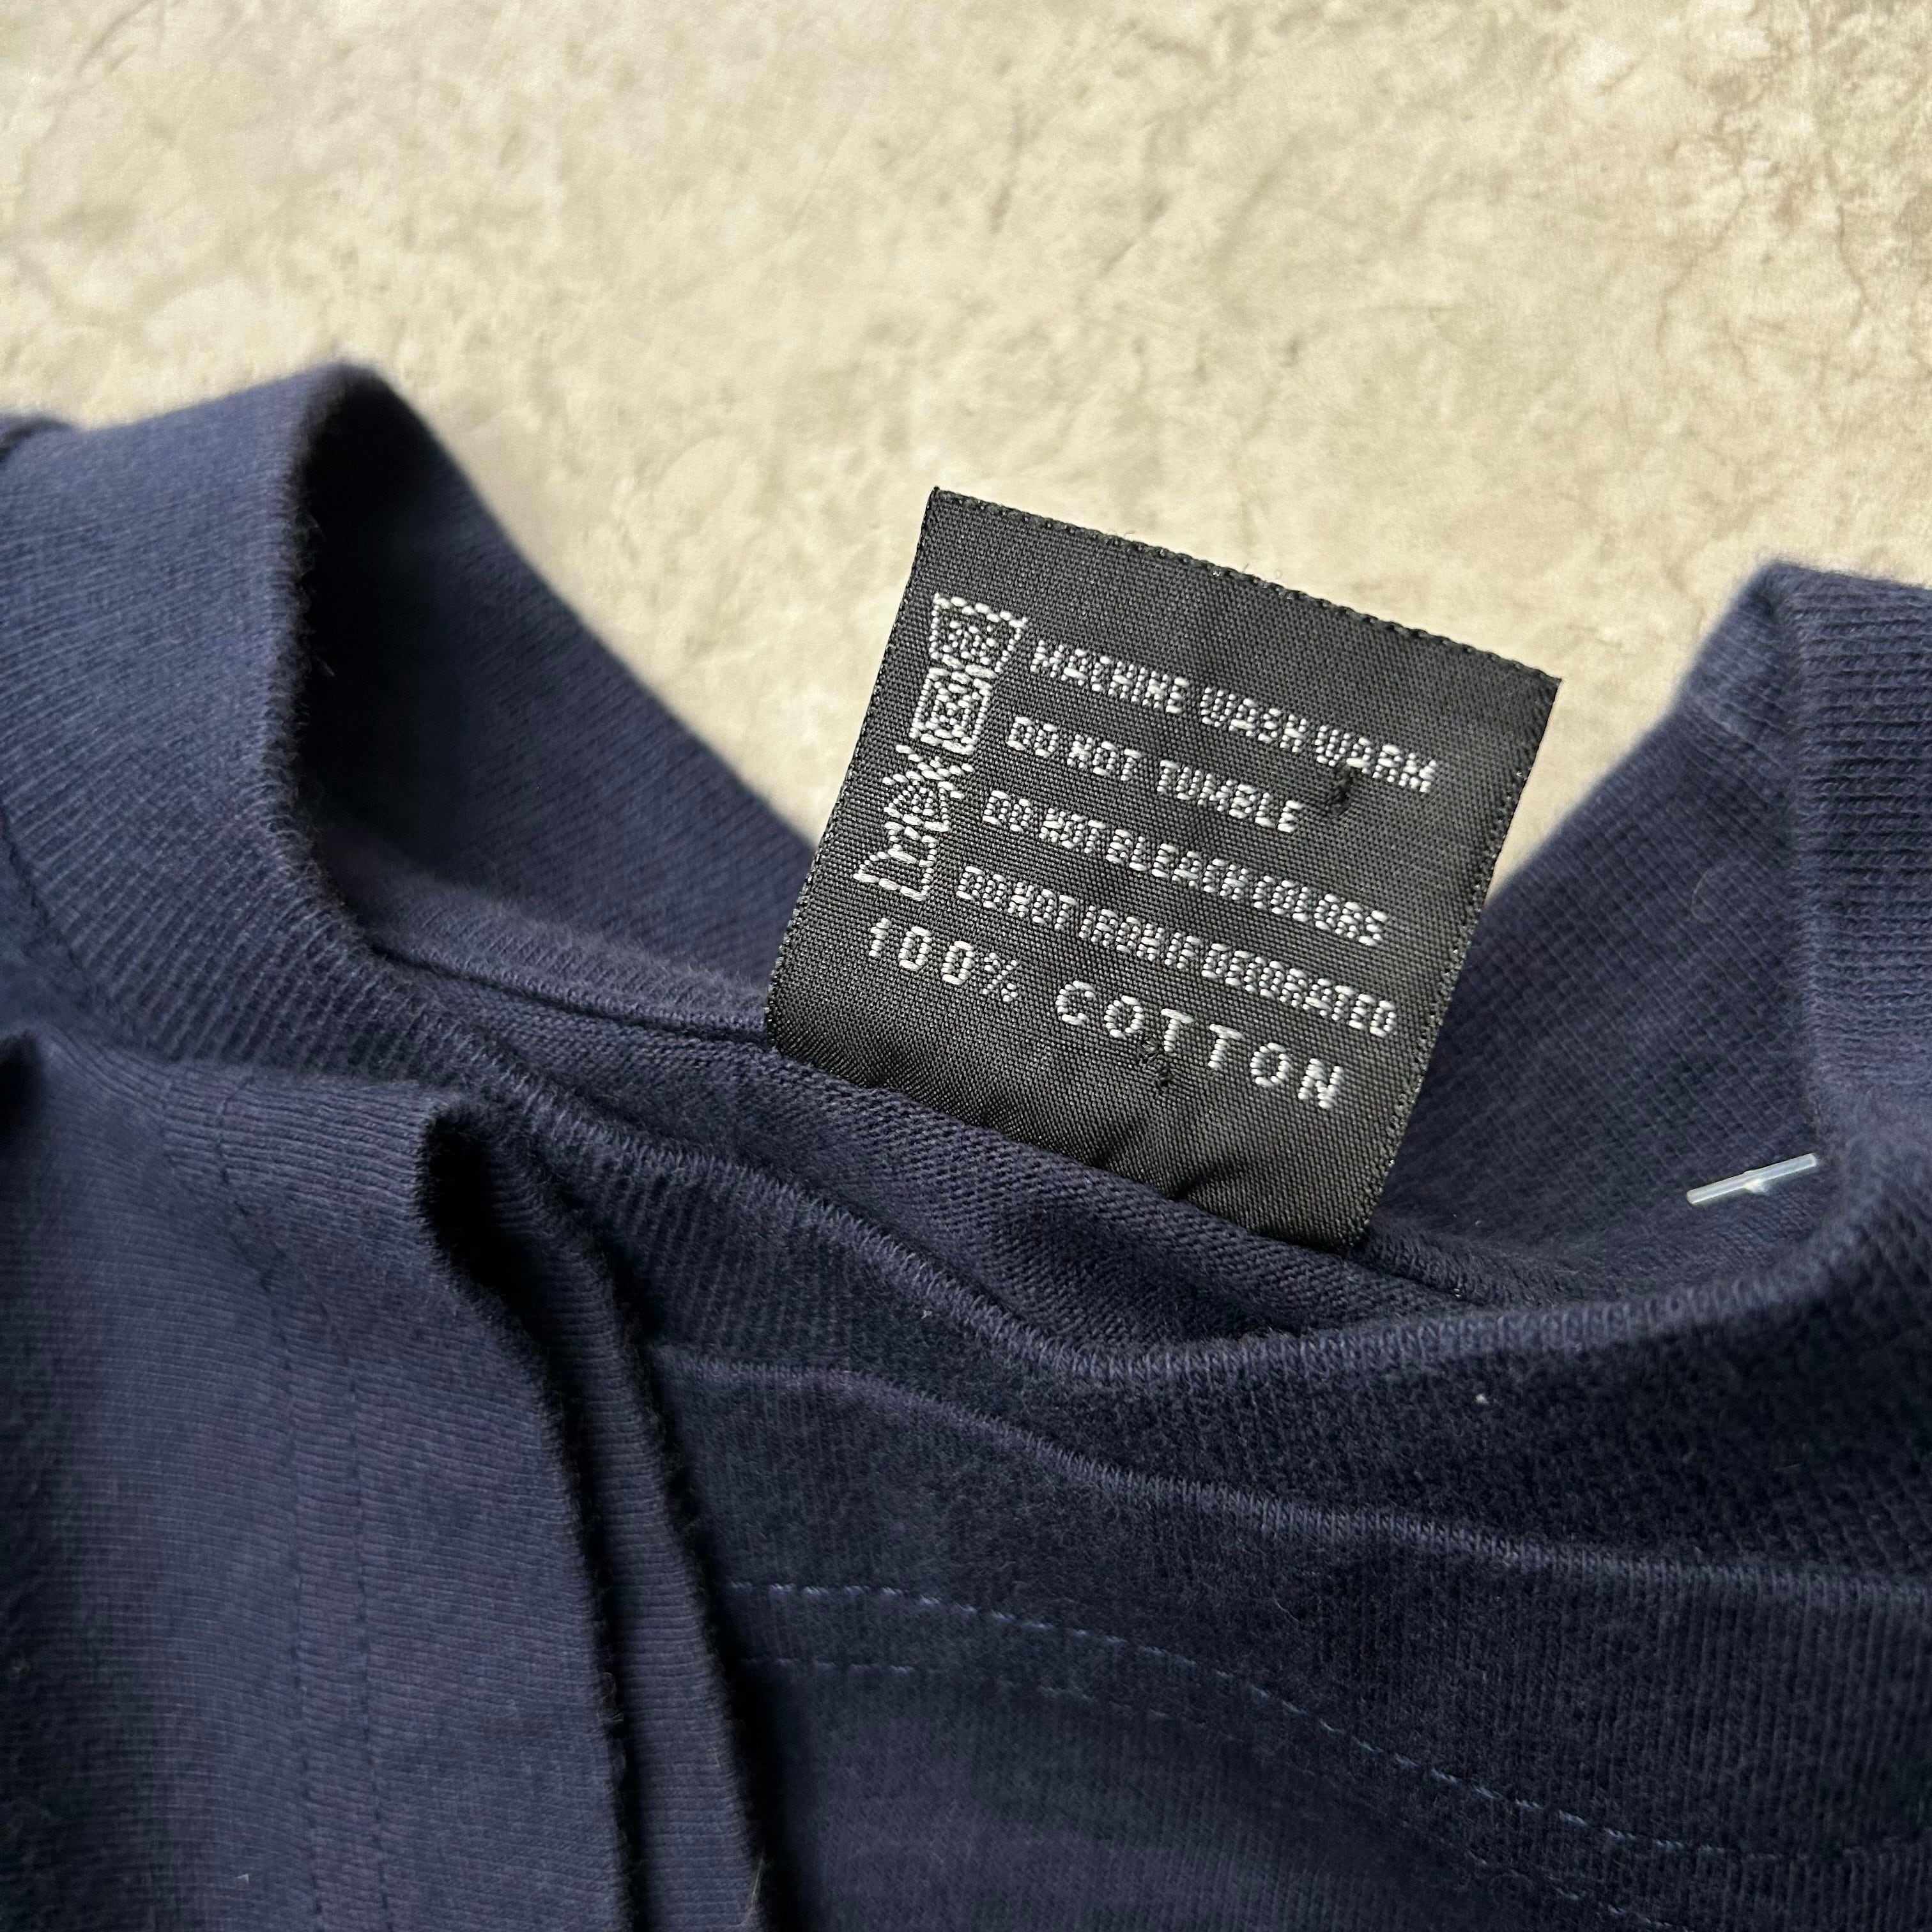 MACHINE WASH WARM
DO NOT TUMBLE
DO NOT BLEACH COLORS
DO NOT IRON IF DECORATED
100% COTTON